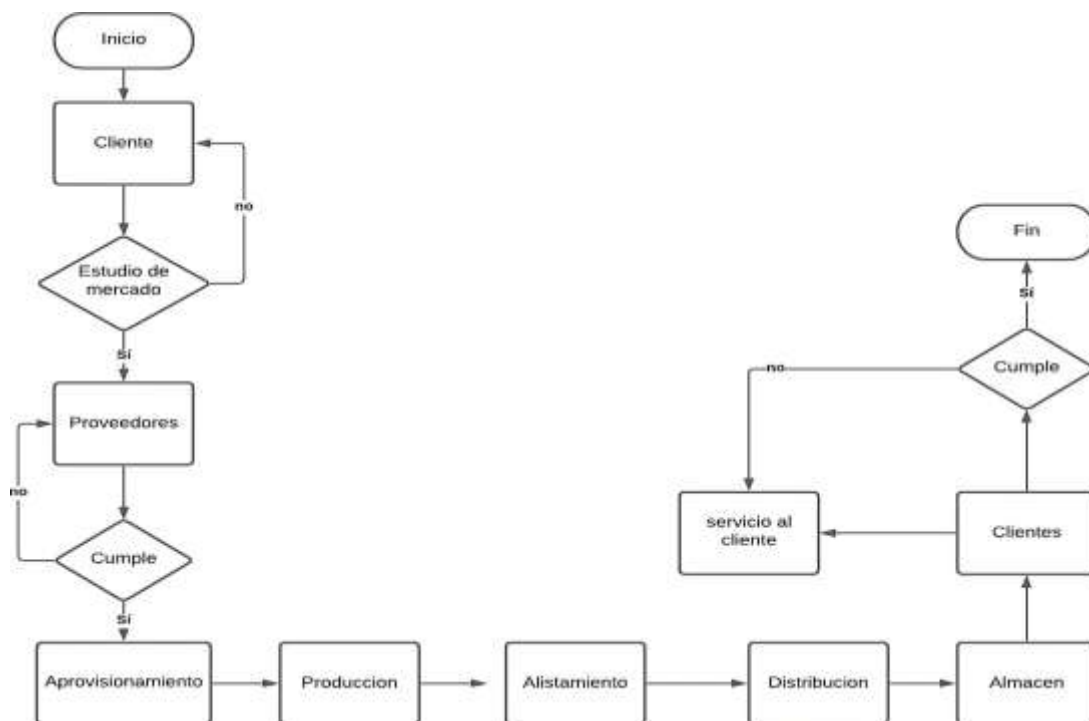 Inicio
Cliente
no
Estudio de
mercado
Sí
Proveedores
no
Cumple
Sí
Aprovisionamiento
Produccion
Alistamiento
Distribucion
Almacen
Clientes
servicio al
cliente
Cumple
no
Sí
Fin